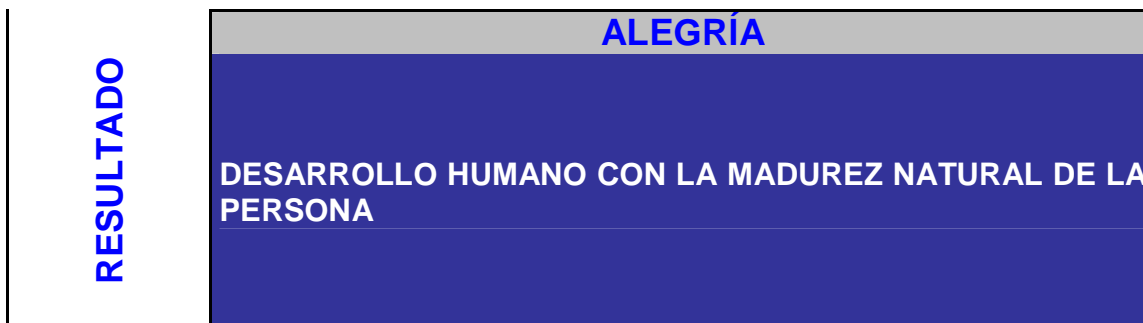 ALEGRÍA
RESULTADO
DESARROLLO HUMANO CON LA MADUREZ NATURAL DE LA
PERSONA